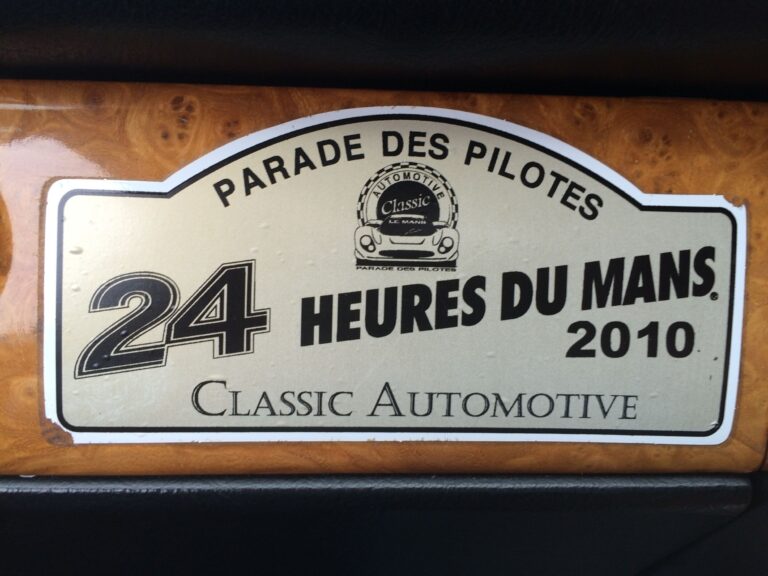 PARADE DES PILOTES
AUTOMOTIVE
Classic
LE MANS
PARADE DES PILOTES
24 HEURES DU MANS®
2010
CLASSIC AUTOMOTIVE